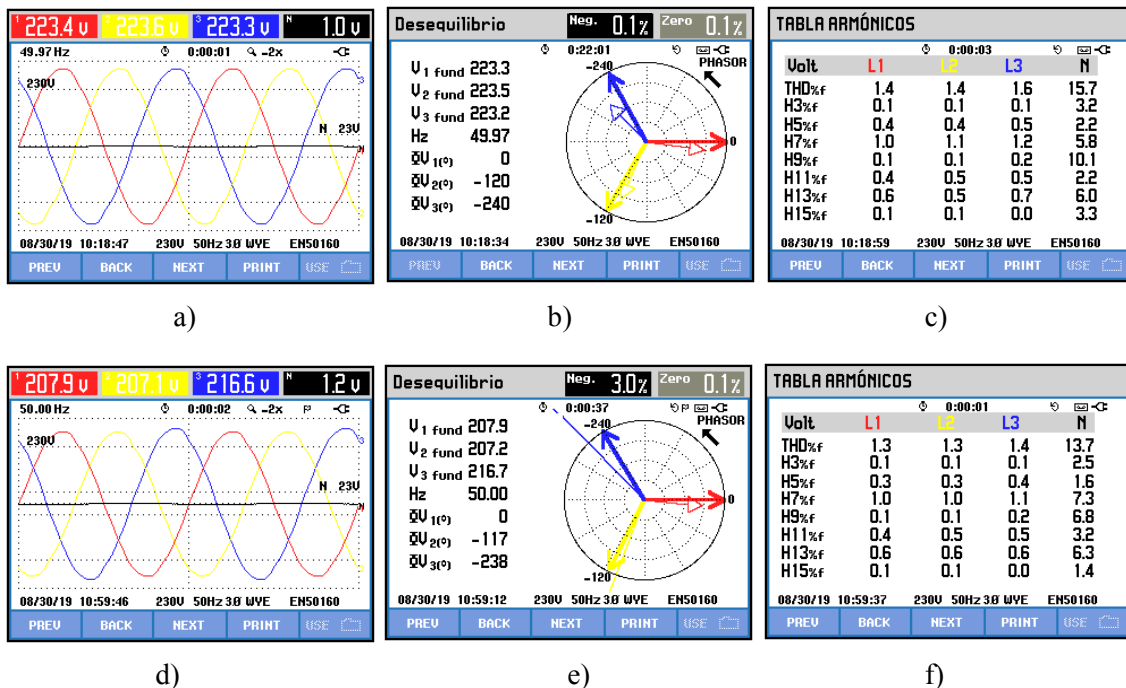 1 223.4 V 2 223.6 V 3 223.3 V N 1.0 V
49.97 Hz 0:00:01 -2x
230V
3
N 23V
N
08/30/19 10:18:47 230V 50Hz 3Ø WYE EN50160
PREV BACK NEXT PRINT USE
a)
Desequilibrio Neg. 0.1% Zero 0.1%
0:22:01
PHASOR
V1 fund 223.3
V2 fund 223.5
V3 fund 223.2
Hz 49.97
ΦV1(°) 0
ΦV2(°) -120
ΦV3(°) -240
-240
0
-120
08/30/19 10:18:34 230V 50Hz 3Ø WYE EN50160
PREV BACK NEXT PRINT USE
b)
TABLA ARMÓNICOS
0:00:03
Volt L1 L2 L3 N
THD%f 1.4 1.4 1.6 15.7
H3%f 0.1 0.1 0.1 3.2
H5%f 0.4 0.4 0.5 2.2
H7%f 1.0 1.1 1.2 5.8
H9%f 0.1 0.1 0.2 10.1
H11%f 0.4 0.5 0.5 2.2
H13%f 0.6 0.5 0.7 6.0
H15%f 0.1 0.1 0.0 3.3
08/30/19 10:18:59 230V 50Hz 3Ø WYE EN50160
PREV BACK NEXT PRINT USE
c)
1 207.9 V 2 207.1 V 3 216.6 V N 1.2 V
50.00 Hz 0:00:02 -2x P
230V
3
N 23V
N
08/30/19 10:59:46 230V 50Hz 3Ø WYE EN50160
PREV BACK NEXT PRINT USE
d)
Desequilibrio Neg. 3.0% Zero 0.1%
0:00:37 P
PHASOR
V1 fund 207.9
V2 fund 207.2
V3 fund 216.7
Hz 50.00
ΦV1(°) 0
ΦV2(°) -117
ΦV3(°) -238
-240
0
-120
08/30/19 10:59:12 230V 50Hz 3Ø WYE EN50160
PREV BACK NEXT PRINT USE
e)
TABLA ARMÓNICOS
0:00:01
Volt L1 L2 L3 N
THD%f 1.3 1.3 1.4 13.7
H3%f 0.1 0.1 0.1 2.5
H5%f 0.3 0.3 0.4 1.6
H7%f 1.0 1.0 1.1 7.3
H9%f 0.1 0.1 0.2 6.8
H11%f 0.4 0.5 0.5 3.2
H13%f 0.6 0.6 0.6 6.3
H15%f 0.1 0.1 0.0 1.4
08/30/19 10:59:37 230V 50Hz 3Ø WYE EN50160
PREV BACK NEXT PRINT USE
f)